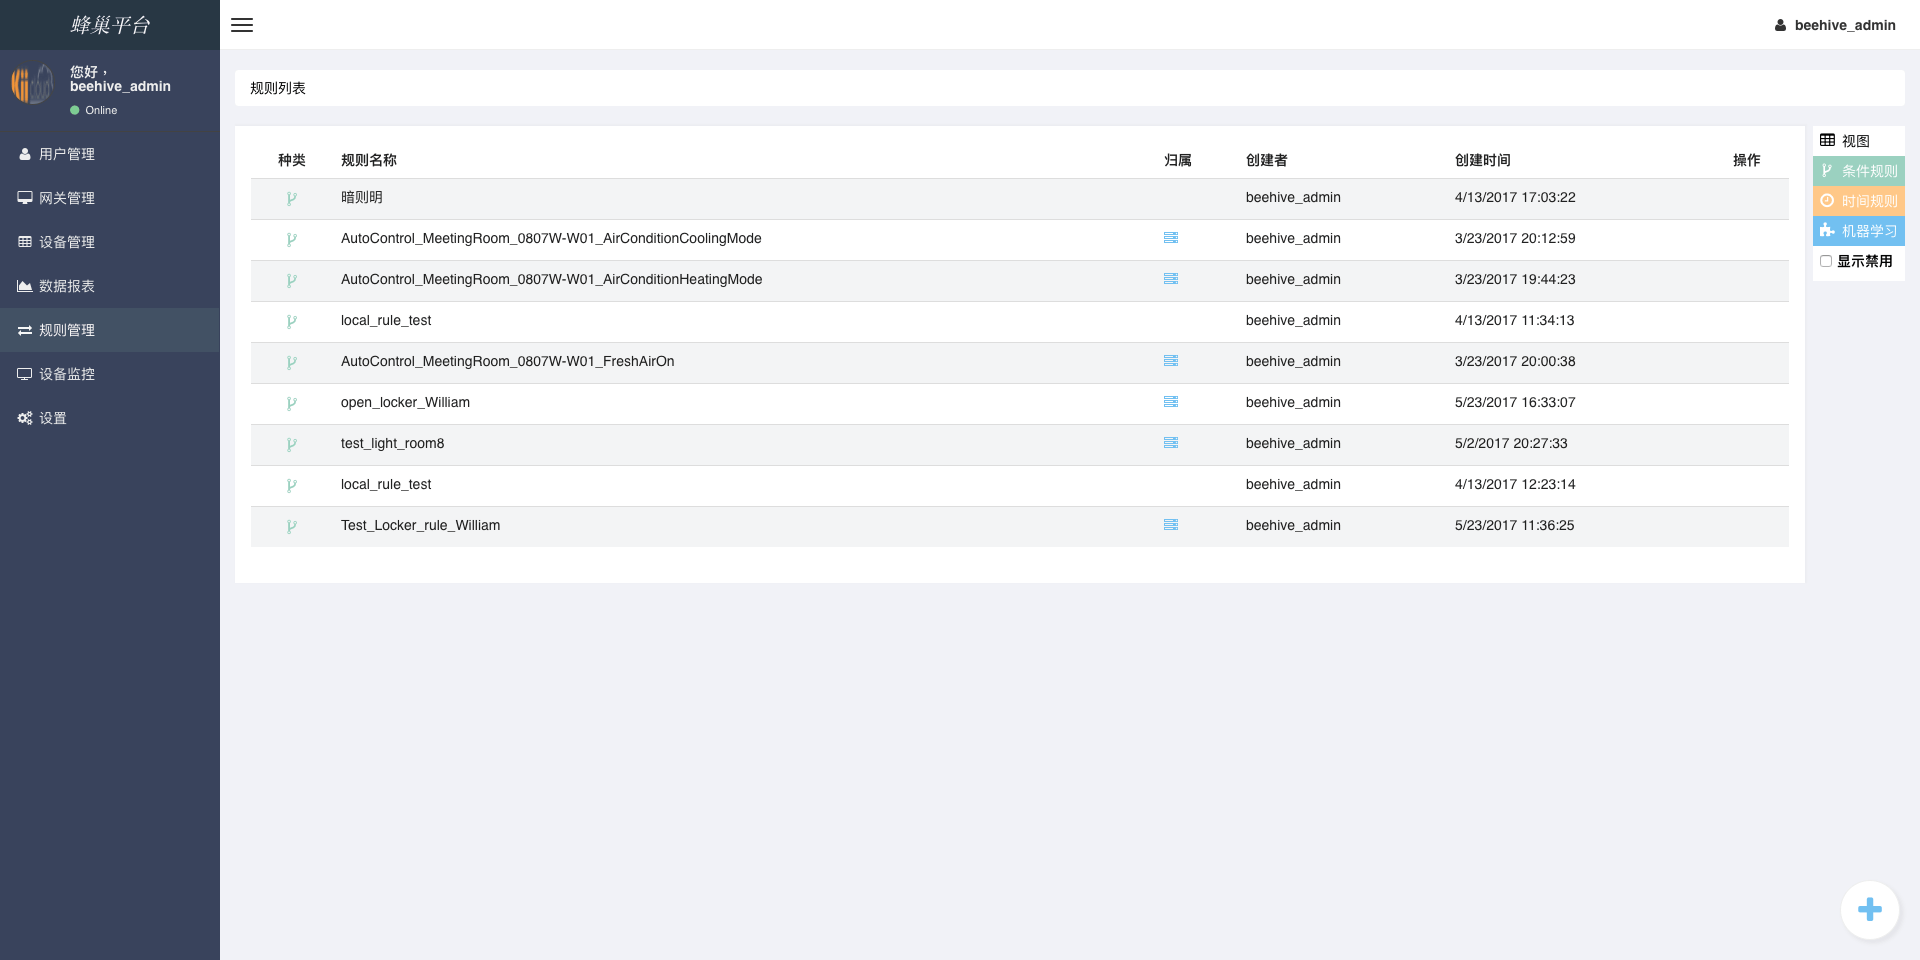 蜂巢平台
beehive_admin
您好，
beehive_admin
Online
用户管理
网关管理
设备管理
数据报表
规则管理
设备监控
设置
规则列表
种类 规则名称 归属 创建者 创建时间 操作
暗则明 beehive_admin 4/13/2017 17:03:22
AutoControl_MeetingRoom_0807W-W01_AirConditionCoolingMode beehive_admin 3/23/2017 20:12:59
AutoControl_MeetingRoom_0807W-W01_AirConditionHeatingMode beehive_admin 3/23/2017 19:44:23
local_rule_test beehive_admin 4/13/2017 11:34:13
AutoControl_MeetingRoom_0807W-W01_FreshAirOn beehive_admin 3/23/2017 20:00:38
open_locker_William beehive_admin 5/23/2017 16:33:07
test_light_room8 beehive_admin 5/2/2017 20:27:33
local_rule_test beehive_admin 4/13/2017 12:23:14
Test_Locker_rule_William beehive_admin 5/23/2017 11:36:25
视图
条件规则
时间规则
机器学习
显示禁用